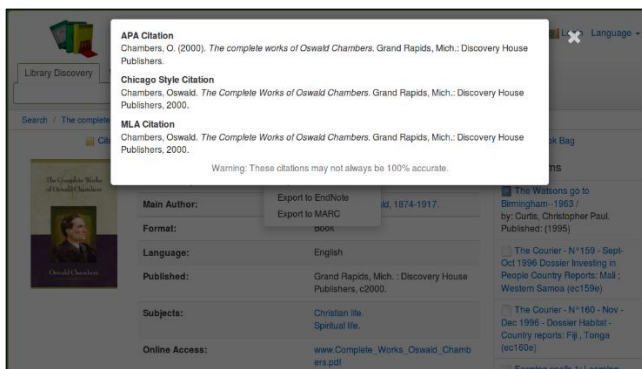 APA Citation
Chambers, O. (2000). The complete works of Oswald Chambers. Grand Rapids, Mich.: Discovery House
Publishers.
Chicago Style Citation
Chambers, Oswald. The Complete Works of Oswald Chambers. Grand Rapids, Mich.: Discovery House
Publishers, 2000.
MLA Citation
Chambers, Oswald. The Complete Works of Oswald Chambers. Grand Rapids, Mich.: Discovery House
Publishers, 2000.
Warning: These citations may not always be 100% accurate.
Language
Library Discovery
Search / The complete
The Complete Works
of Oswald Chambers
Oswald Chambers
Export to EndNote
Export to MARC
Main Author:
1874-1917.
Format:
Book
Language:
English
Published:
Grand Rapids, Mich. : Discovery House
Publishers, c2000.
Subjects:
Christian life.
Spiritual life.
Online Access:
www.Complete_Works_Oswald_Chamb
ers.pdf
The Watsons go to
Birmingham--1963 /
by: Curtis, Christopher Paul.
Published: (1995)
The Courier - N°159 - Sept-
Oct 1996 Dossier Investing in
People Country Reports: Mali ;
Western Samoa (ec159e)
The Courier - N°160 - Nov -
Dec 1996 - Dossier Habitat -
Country reports: Fiji , Tonga
(ec160e)